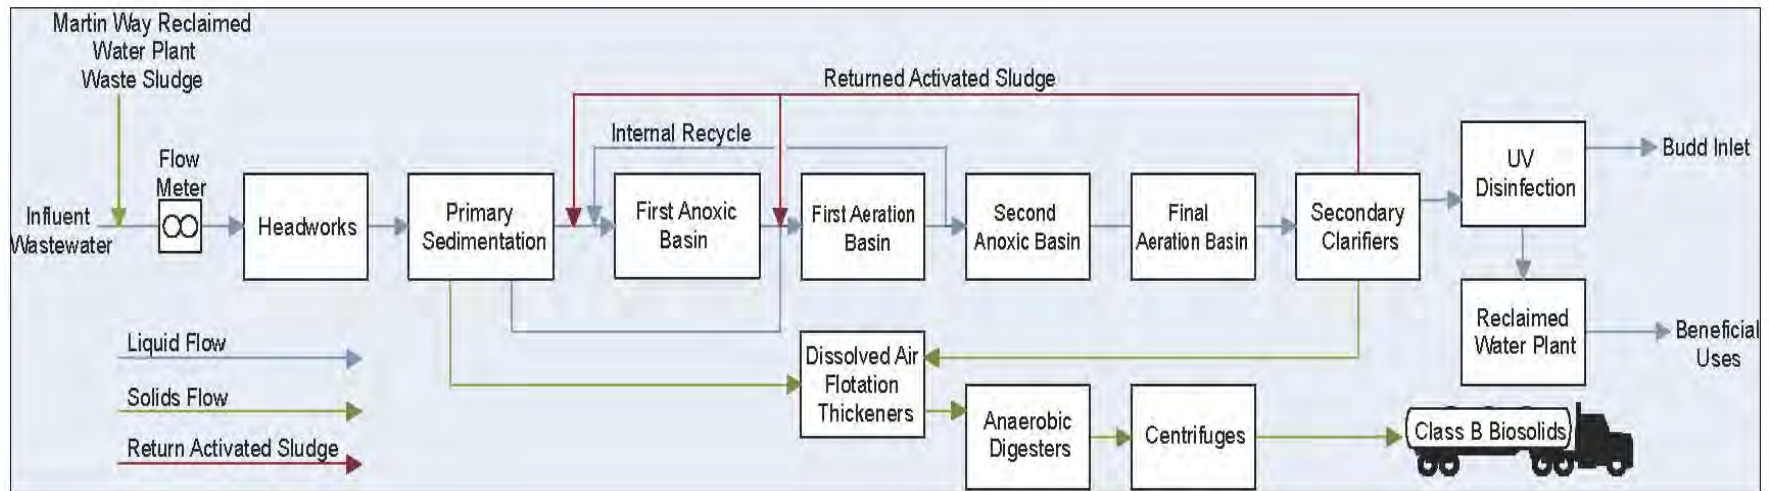 Martin Way Reclaimed
Water Plant
Waste Sludge
Returned Activated Sludge
Internal Recycle
Flow
Meter
Influent
Wastewater
Headworks
Primary
Sedimentation
First Anoxic
Basin
First Aeration
Basin
Second
Anoxic Basin
Final
Aeration Basin
Secondary
Clarifiers
UV
Disinfection
Budd Inlet
Reclaimed
Water Plant
Beneficial
Uses
Liquid Flow
Solids Flow
Return Activated Sludge
Dissolved Air
Flotation
Thickeners
Anaerobic
Digesters
Centrifuges
Class B Biosolids